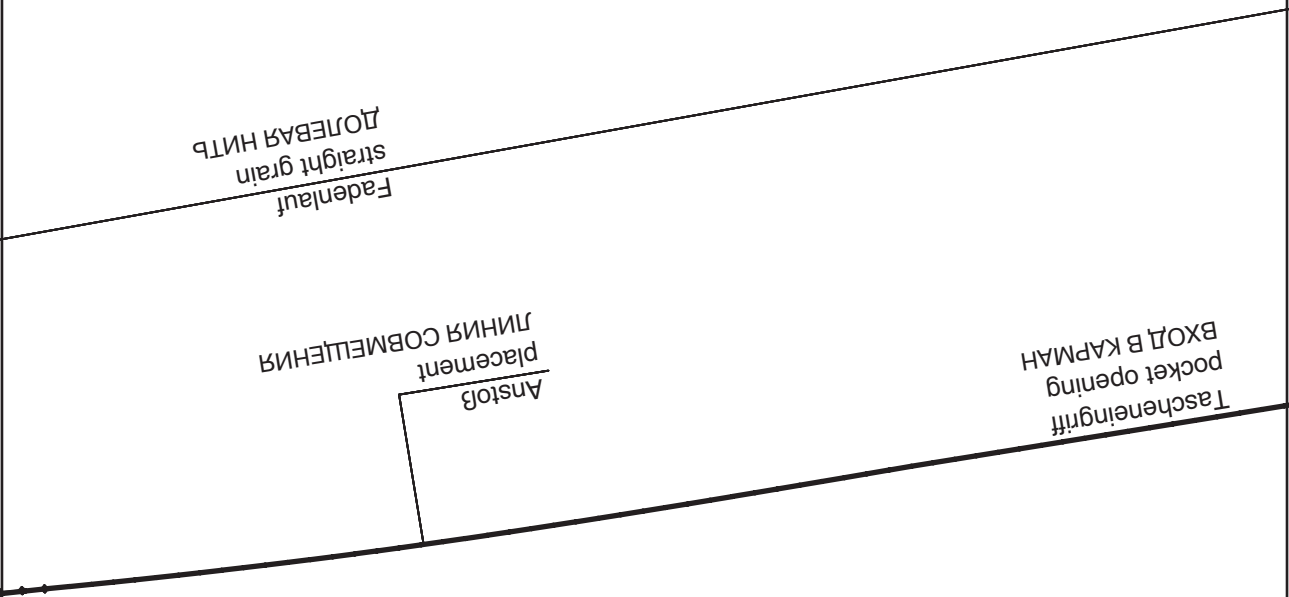 Tascheneingriff
pocket opening
ВХОД В КАРМАН
Anstoß
placement
ЛИНИЯ СОВМЕЩЕНИЯ
Fadenlauf
straight grain
ДОЛЕВАЯ НИТЬ